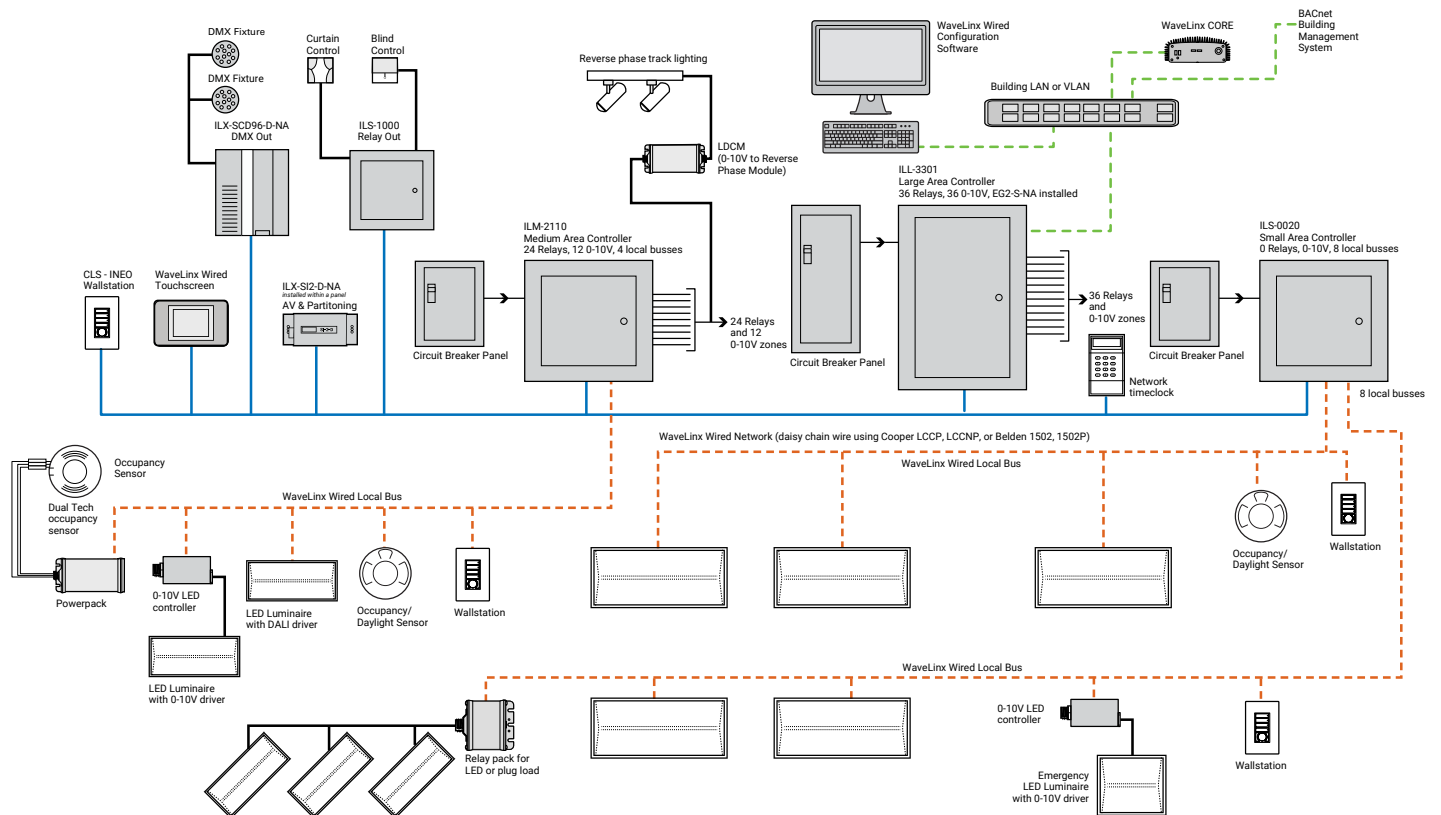 DMX Fixture
DMX Fixture
ILX-SCD96-D-NA
DMX Out
Curtain
Control
Blind
Control
ILS-1000
Relay Out
Reverse phase track lighting
LDCM
(0-10V to Reverse
Phase Module)
WaveLinx Wired
Configuration
Software
WaveLinx CORE
BACnet
Building
Management
System
Building LAN or VLAN
CLS - INEO
Wallstation
WaveLinx Wired
Touchscreen
ILX-SI2-D-NA
installed within a panel
AV & Partitoning
Circuit Breaker Panel
ILM-2110
Medium Area Controller
24 Relays, 12 0-10V, 4 local busses
24 Relays
and 12
0-10V zones
Circuit Breaker Panel
ILL-3301
Large Area Controller
36 Relays, 36 0-10V, EG2-S-NA installed
36 Relays
and
0-10V zones
Network
timeclock
Circuit Breaker Panel
ILS-0020
Small Area Controller
0 Relays, 0-10V, 8 local busses
8 local busses
WaveLinx Wired Network (daisy chain wire using Cooper LCCP, LCCNP, or Belden 1502, 1502P)
WaveLinx Wired Local Bus
Occupancy
Sensor
Dual Tech
occupancy
sensor
Powerpack
WaveLinx Wired Local Bus
0-10V LED
controller
LED Luminaire
with 0-10V driver
LED Luminaire
with DALI driver
Occupancy/
Daylight Sensor
Wallstation
Occupancy/
Daylight Sensor
Wallstation
WaveLinx Wired Local Bus
Relay pack for
LED or plug load
0-10V LED
controller
Emergency
LED Luminaire
with 0-10V driver
Wallstation